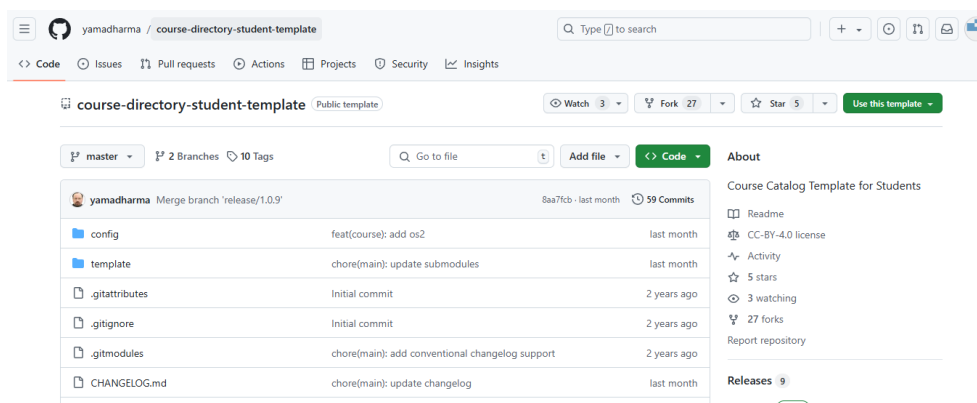 yamadharma / course-directory-student-template
Type / to search
Code Issues Pull requests Actions Projects Security Insights
course-directory-student-template Public template
Watch 3 Fork 27 Star 5 Use this template
master 2 Branches 10 Tags Go to file t Add file Code
About
Course Catalog Template for Students
yamadharma Merge branch 'release/1.0.9' 8aa7fcb · last month 59 Commits
config feat(course): add os2 last month
template chore(main): update submodules last month
.gitattributes Initial commit 2 years ago
.gitignore Initial commit 2 years ago
.gitmodules chore(main): add conventional changelog support 2 years ago
CHANGELOG.md chore(main): update changelog last month
Readme
CC-BY-4.0 license
Activity
5 stars
3 watching
27 forks
Report repository
Releases 9